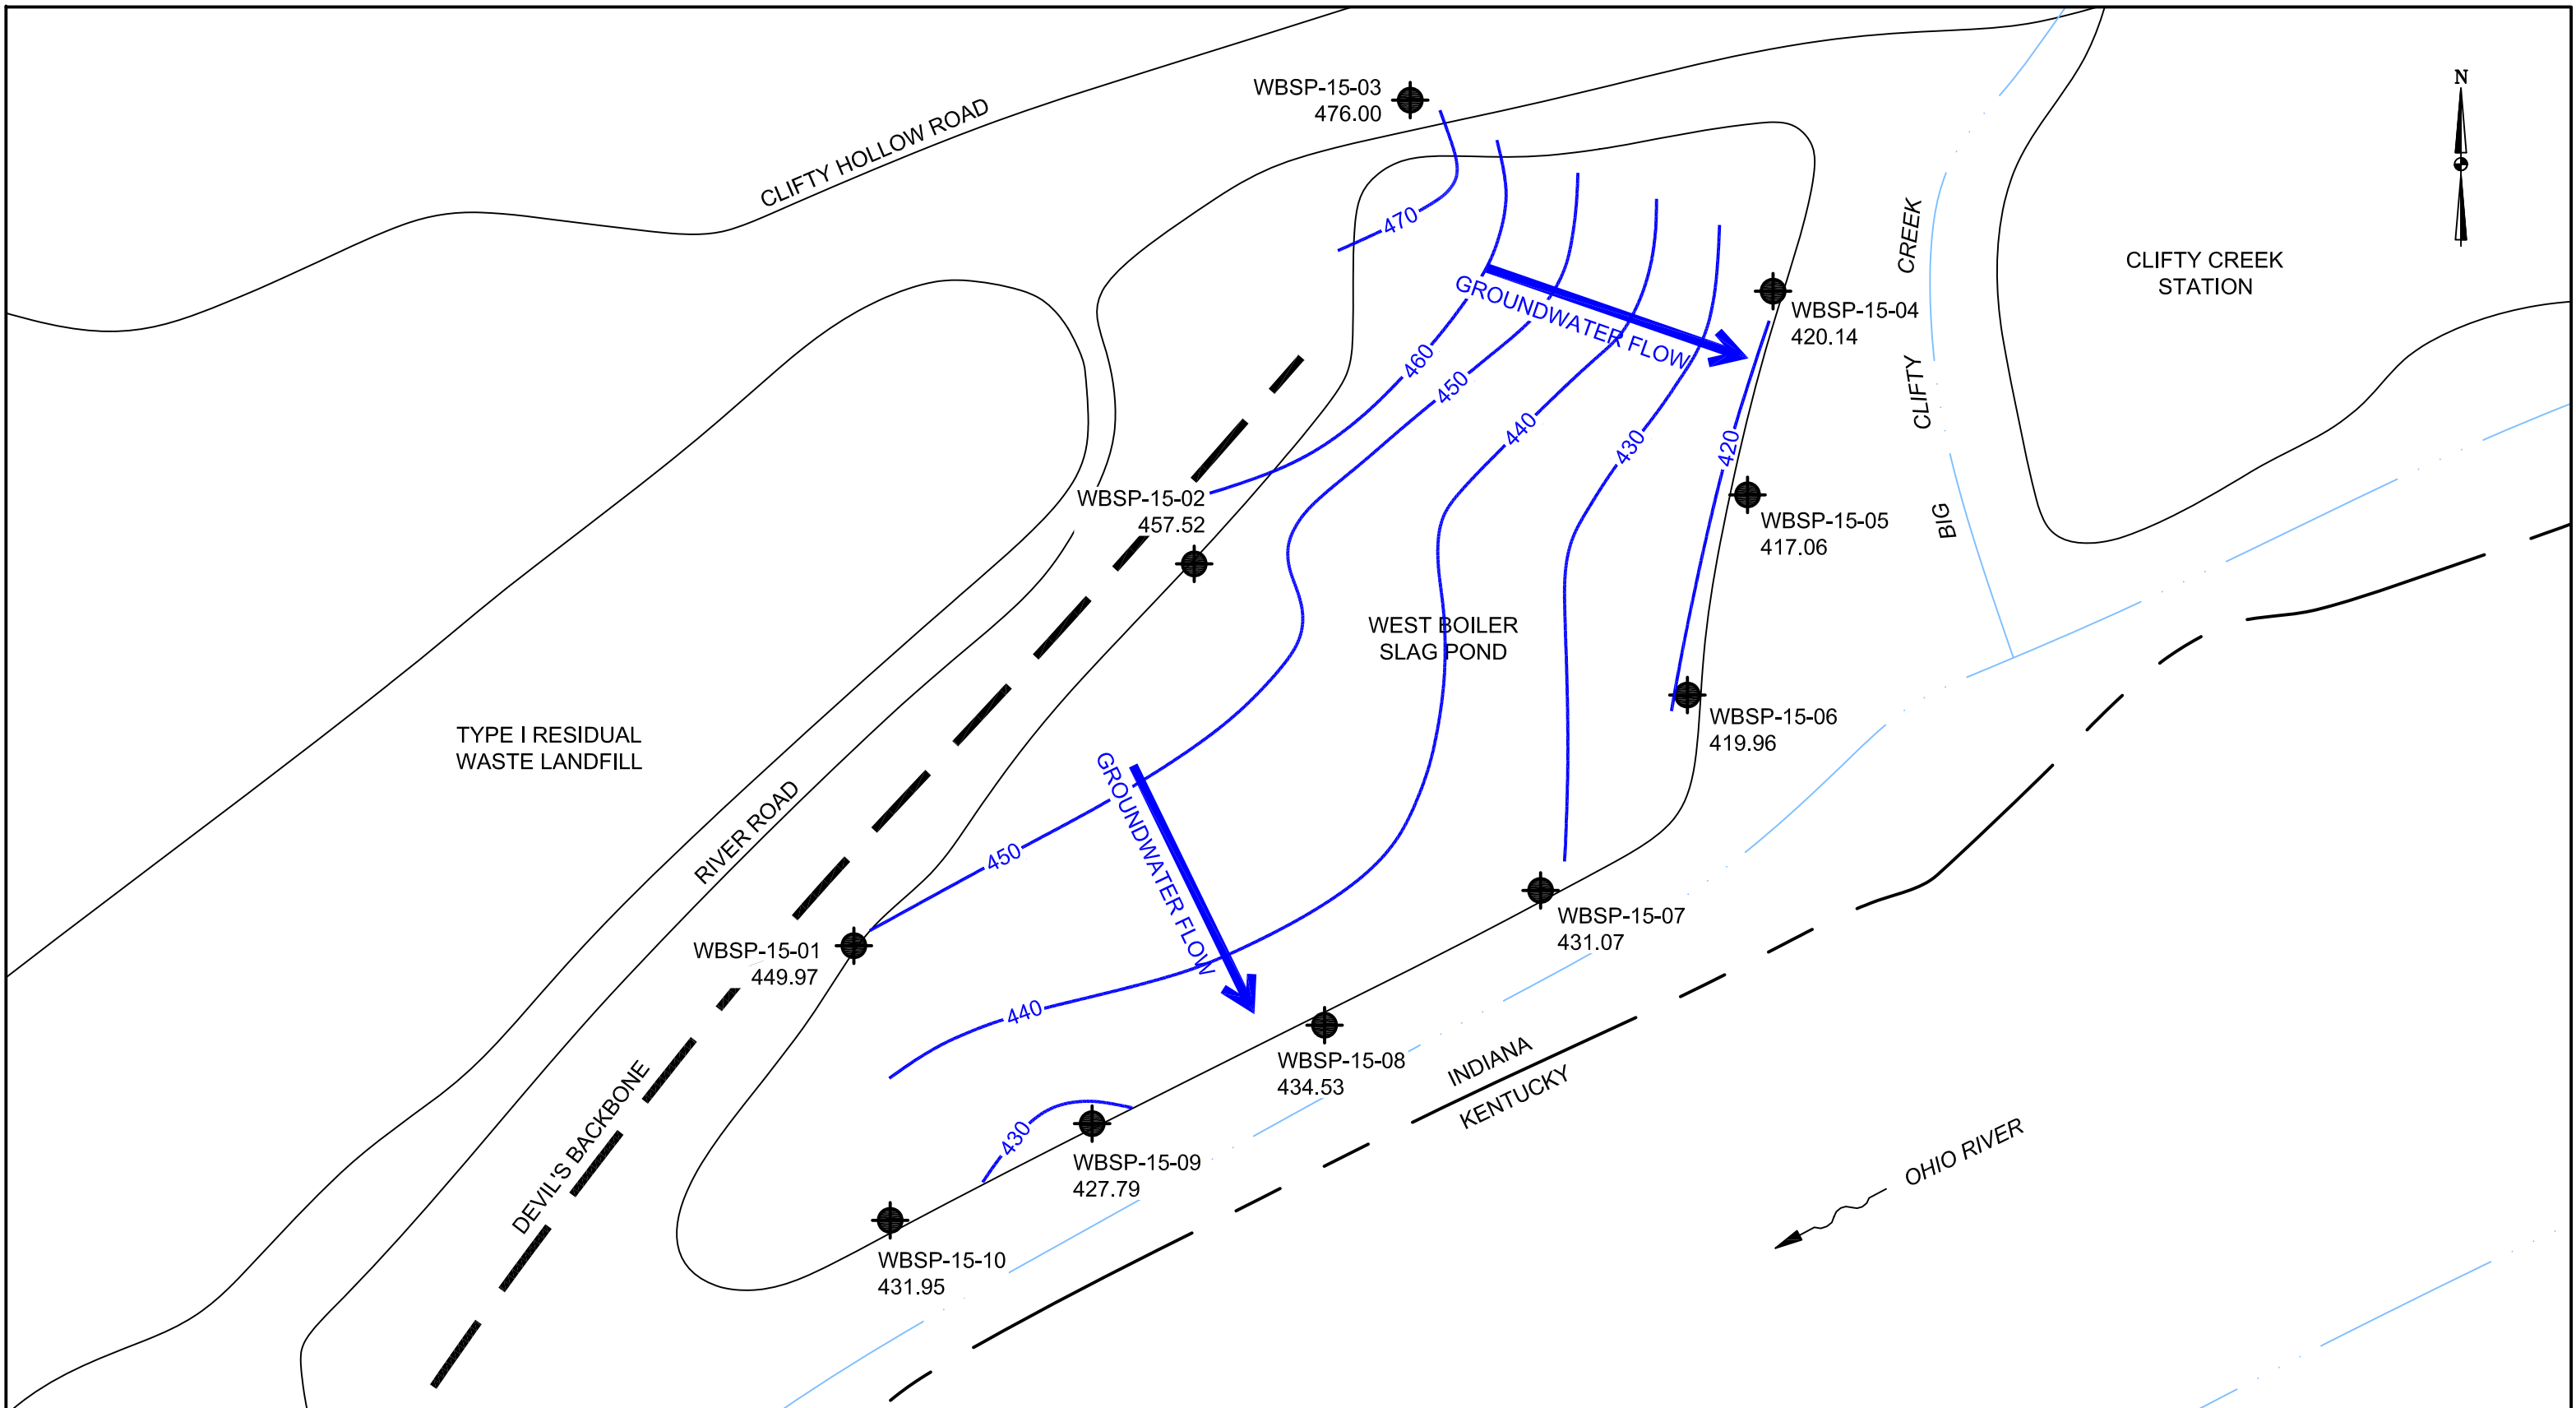 WBSP-15-03
476.00
N
CLIFTY HOLLOW ROAD
470
CLIFTY CREEK
STATION
BIG CLIFTY CREEK
GROUNDWATER FLOW
WBSP-15-04
420.14
460
450
440
430
420
WBSP-15-02
457.52
WBSP-15-05
417.06
WEST BOILER
SLAG POND
TYPE I RESIDUAL
WASTE LANDFILL
WBSP-15-06
419.96
RIVER ROAD
GROUNDWATER FLOW
450
WBSP-15-01
449.97
WBSP-15-07
431.07
440
WBSP-15-08
434.53
INDIANA
KENTUCKY
DEVIL'S BACKBONE
430
WBSP-15-09
427.79
OHIO RIVER
WBSP-15-10
431.95